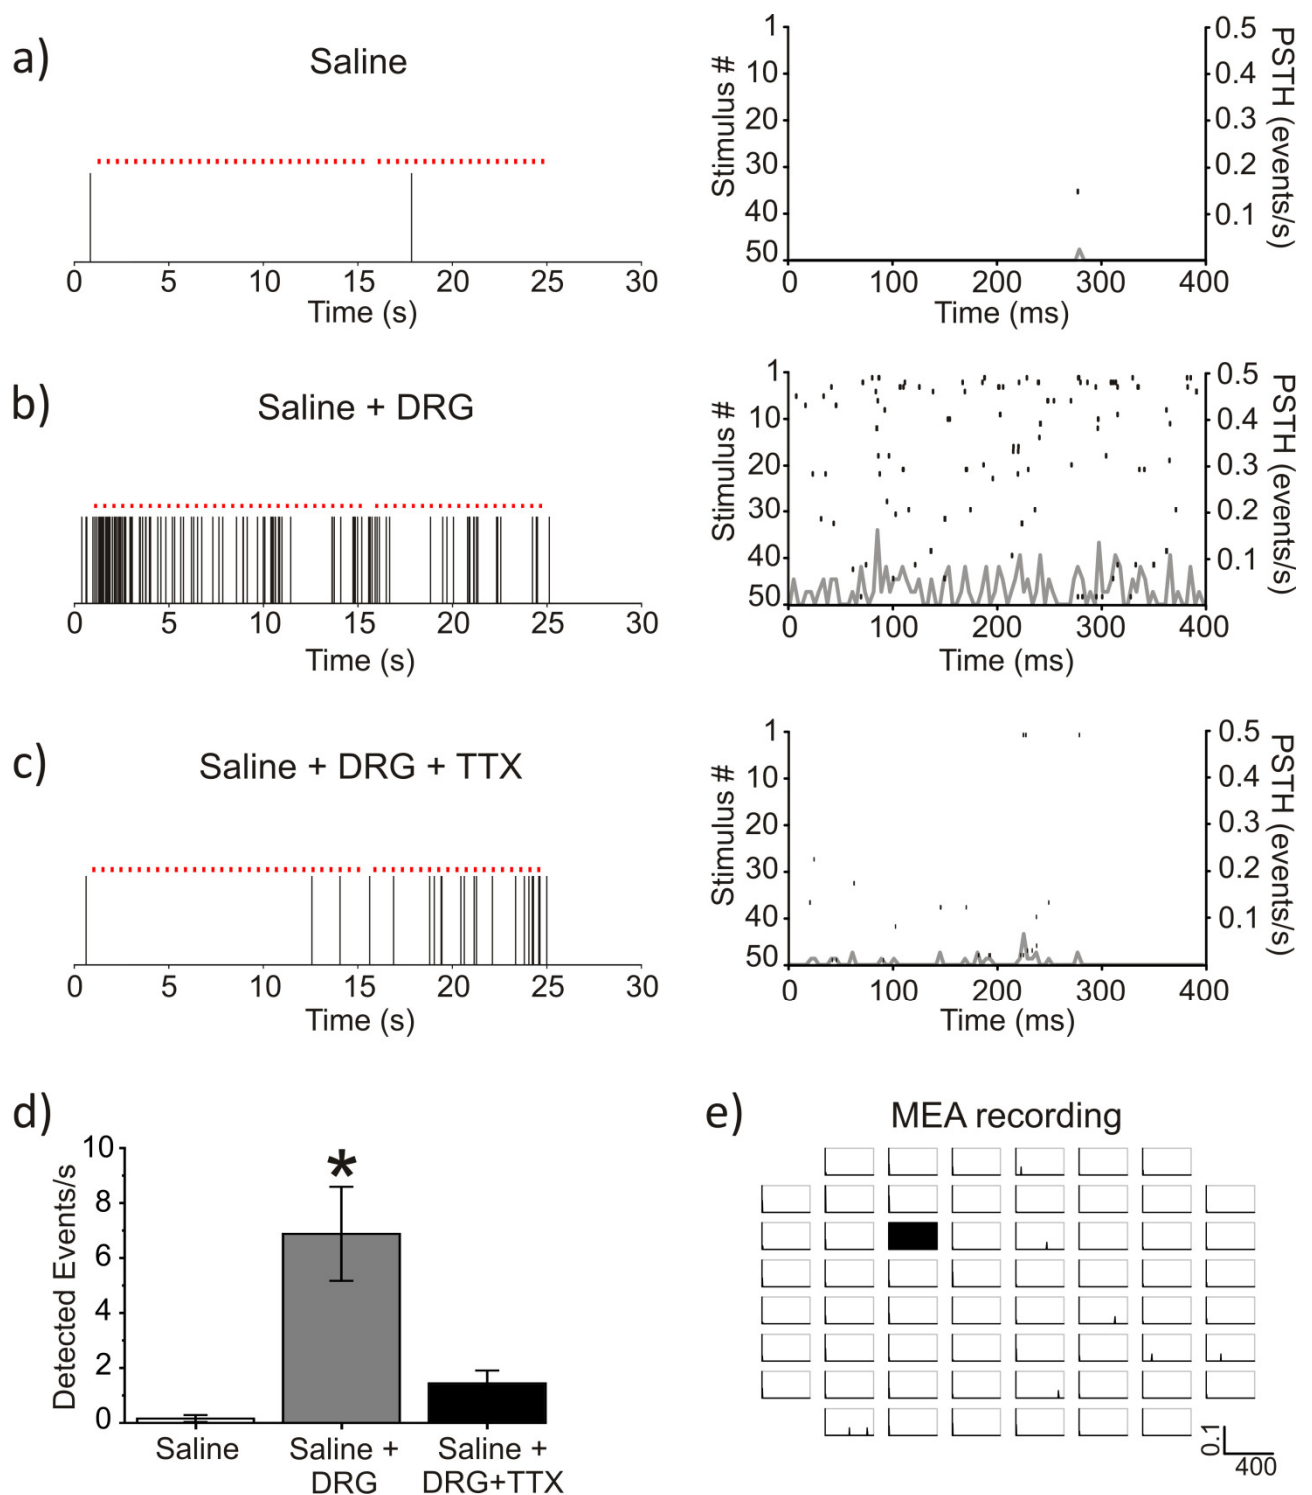 a)
Saline
0 5 10 15 20 25 30
Time (s)
1
10
20
30
40
50
Stimulus #
0.5
0.4
0.3
0.2
0.1
PSTH (events/s)
0 100 200 300 400
Time (ms)
b)
Saline + DRG
0 5 10 15 20 25 30
Time (s)
1
10
20
30
40
50
Stimulus #
0.5
0.4
0.3
0.2
0.1
PSTH (events/s)
0 100 200 300 400
Time (ms)
c)
Saline + DRG + TTX
0 5 10 15 20 25 30
Time (s)
1
10
20
30
40
50
Stimulus #
0.5
0.4
0.3
0.2
0.1
PSTH (events/s)
0 100 200 300 400
Time (ms)
d)
10
8
6
4
2
0
Detected Events/s
*
Saline
Saline +
DRG
Saline +
DRG+TTX
e)
MEA recording
0.1
400